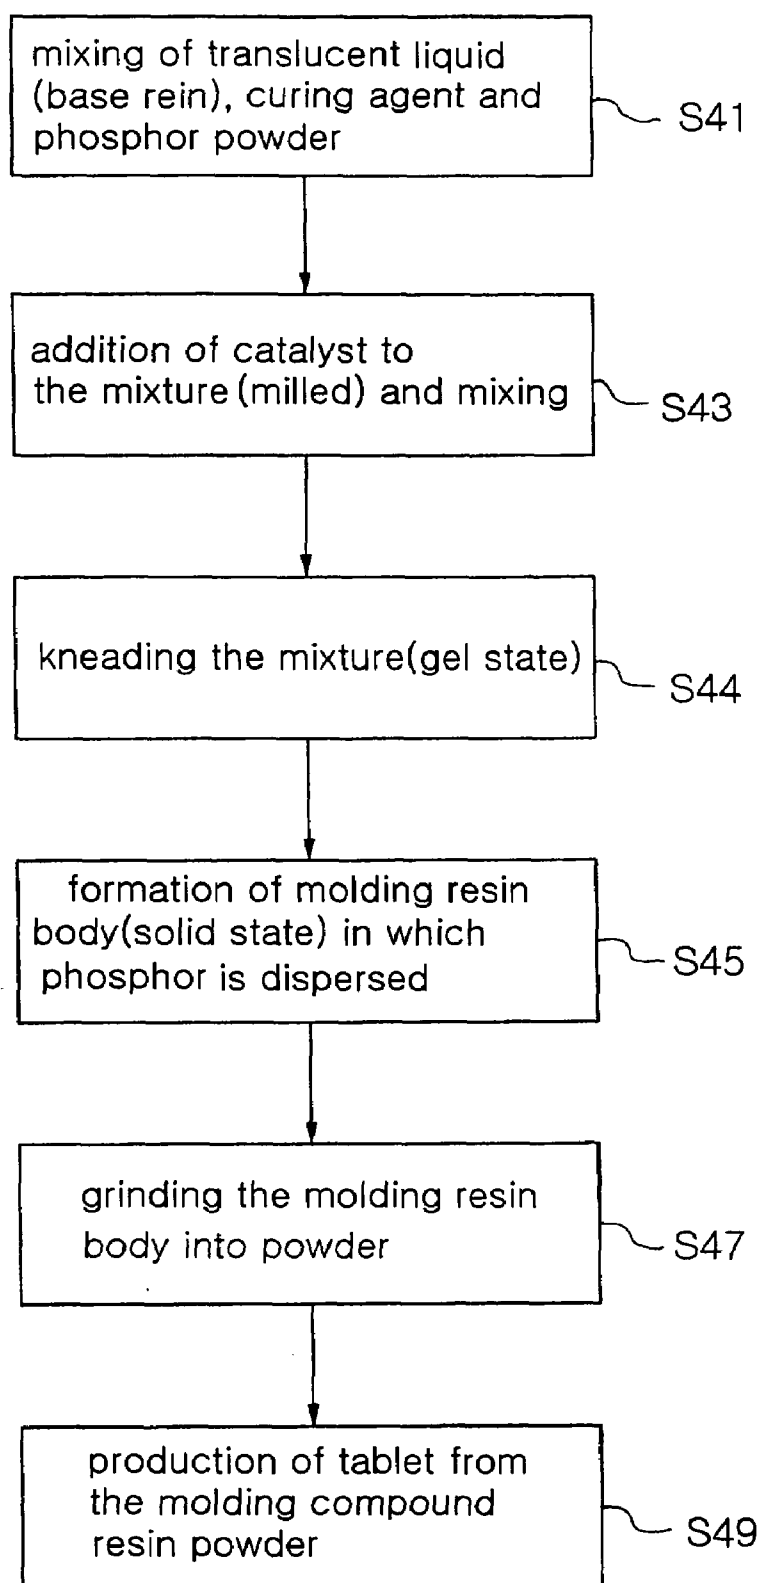 mixing of translucent liquid
(base rein), curing agent and
phosphor powder
S41
addition of catalyst to
the mixture (milled) and mixing
S43
kneading the mixture(gel state)
S44
formation of molding resin
body(solid state) in which
phosphor is dispersed
S45
grinding the molding resin
body into powder
S47
production of tablet from
the molding compound
resin powder
S49